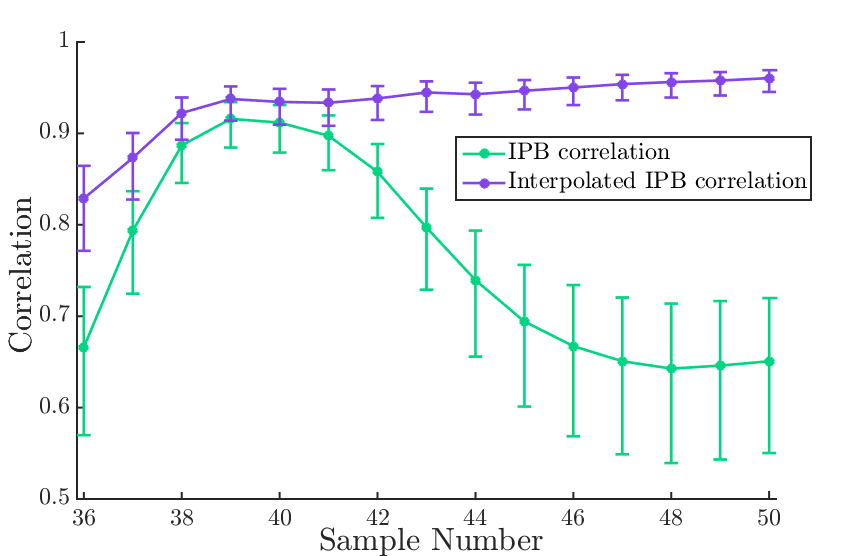 1
0.9
0.8
0.7
0.6
0.5
Correlation
IPB correlation
Interpolated IPB correlation
36 38 40 42 44 46 48 50
Sample Number